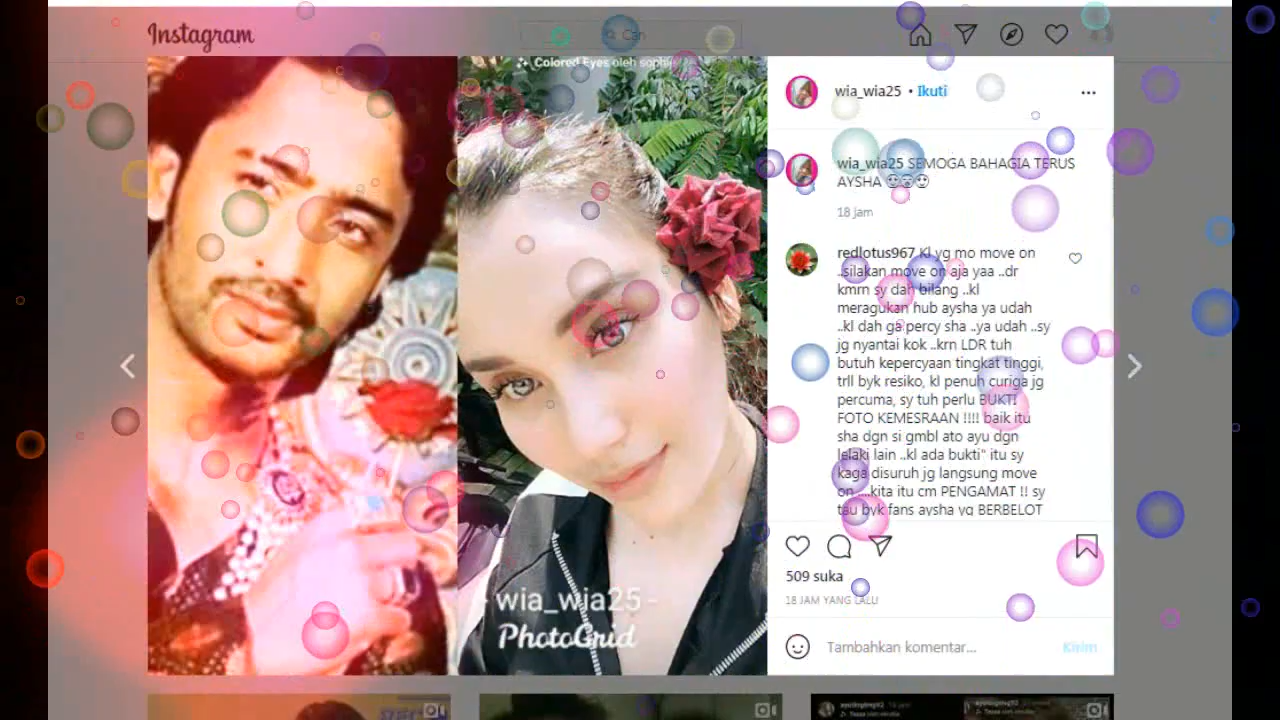 Instagram
Cari
Colored Eyes oleh sophi
wia_wia25 • Ikuti
wia_wia25 SEMOGA BAHAGIA TERUS
AYSHA
18 jam
redlotus967 Kl yg mo move on
..silakan move on aja yaa ..dr
kmrn sy dah bilang ..kl
meragukan hub aysha ya udah
..kl dah ga percy sha ..ya udah ..sy
jg nyantai kok ..krn LDR tuh
butuh kepercyaan tingkat tinggi,
trll byk resiko, kl penuh curiga jg
percuma, sy tuh perlu BUKTI
FOTO KEMESRAAN !!!! baik itu
sha dgn si gmbl ato ayu dgn
lelaki lain ..kl ada bukti" itu sy
kaga disuruh jg langsung move
on ....kita itu cm PENGAMAT !! sy
tau byk fans aysha yg BERBELOT
509 suka
18 JAM YANG LALU
Tambahkan komentar...
Kirim
- wia_wia25 -
PhotoGrid